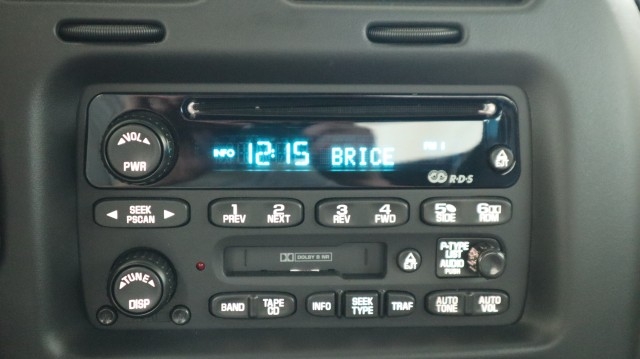 VOL
PWR
INFO 12:15 BRICE FM 1
R·D·S
SEEK
PSCAN
1 2
PREV NEXT
3 4
REV FWD
5 6
SIDE RDM
DOLBY B NR
P-TYPE
LIST
AUDIO
PUSH
TUNE
DISP
BAND
TAPE
CD
INFO
SEEK
TYPE
TRAF
AUTO
TONE
AUTO
VOL